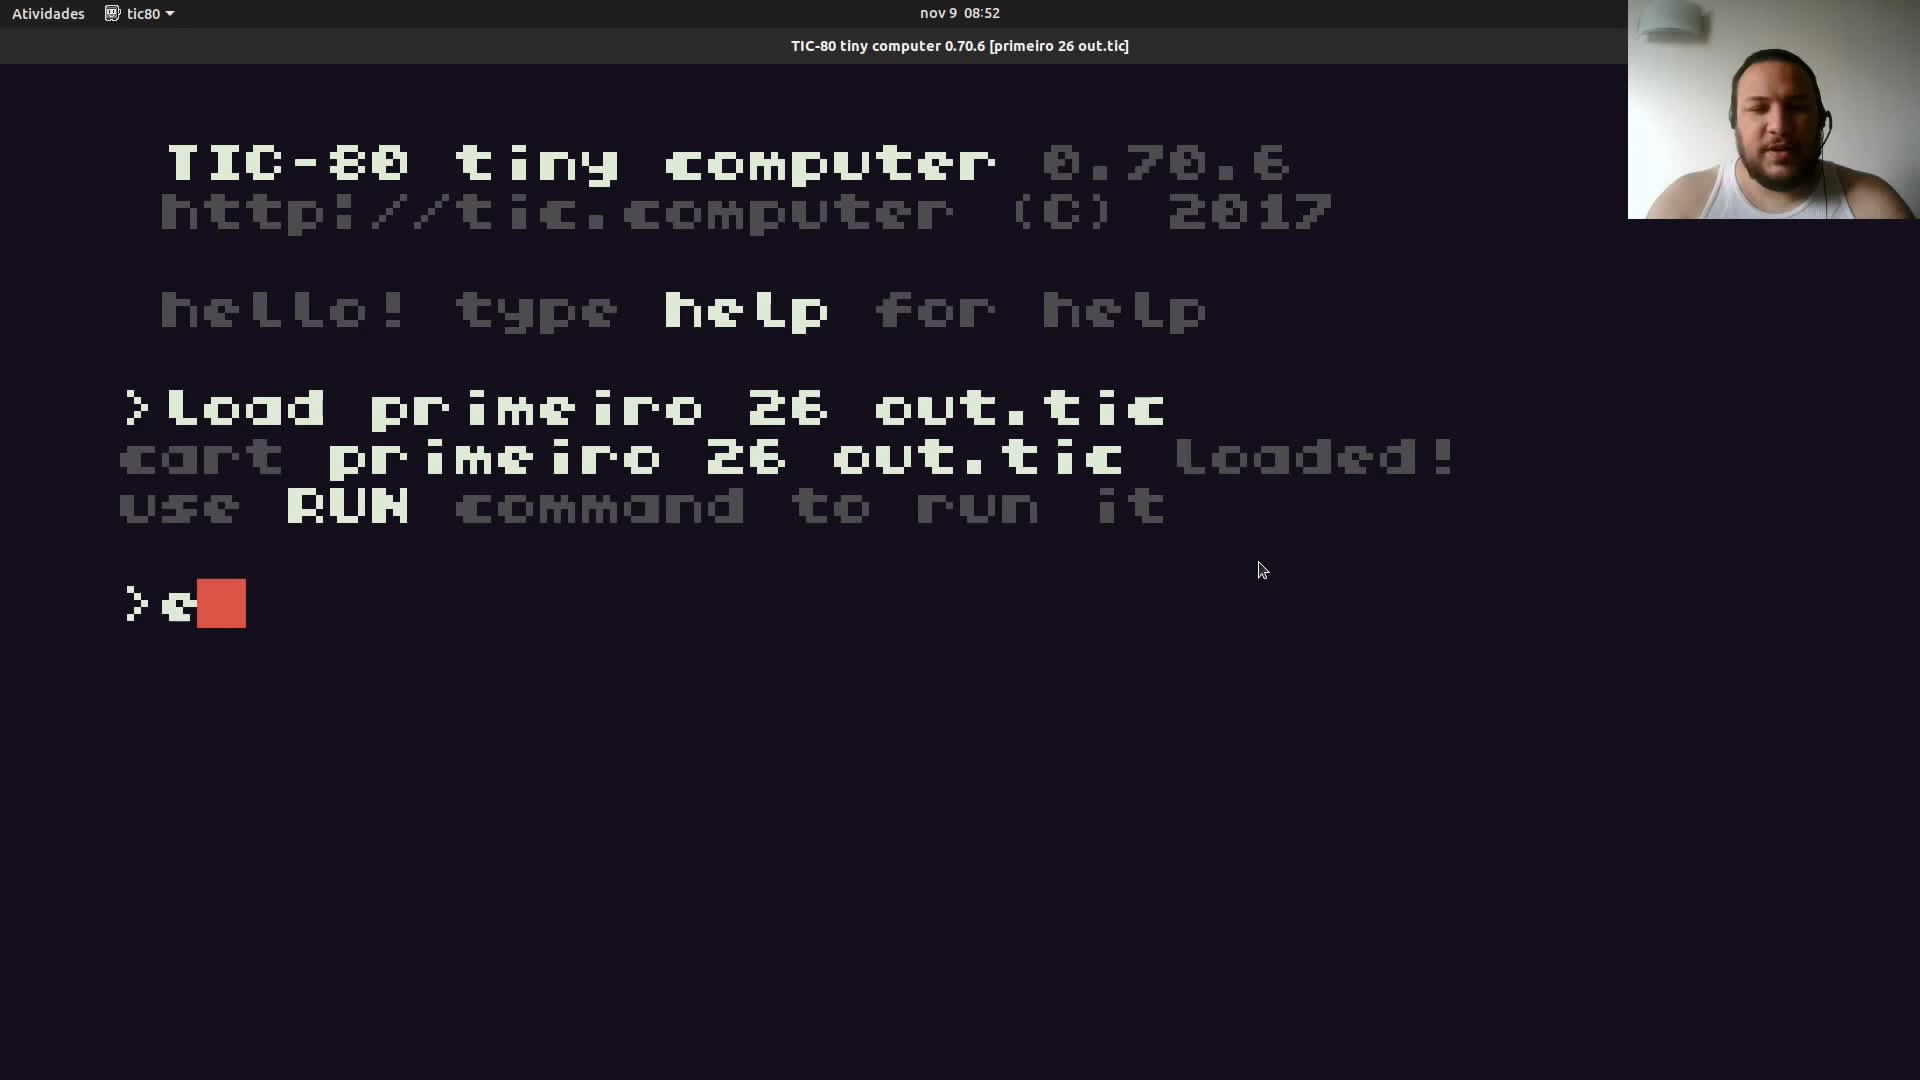 Atividades tic80 nov 9 08:52
TIC-80 tiny computer 0.70.6 [primeiro 26 out.tic]
TIC-80 tiny computer 0.70.6
http://tic.computer (C) 2017
hello! type help for help
>load primeiro 26 out.tic
cart primeiro 26 out.tic loaded!
use RUN command to run it
>e